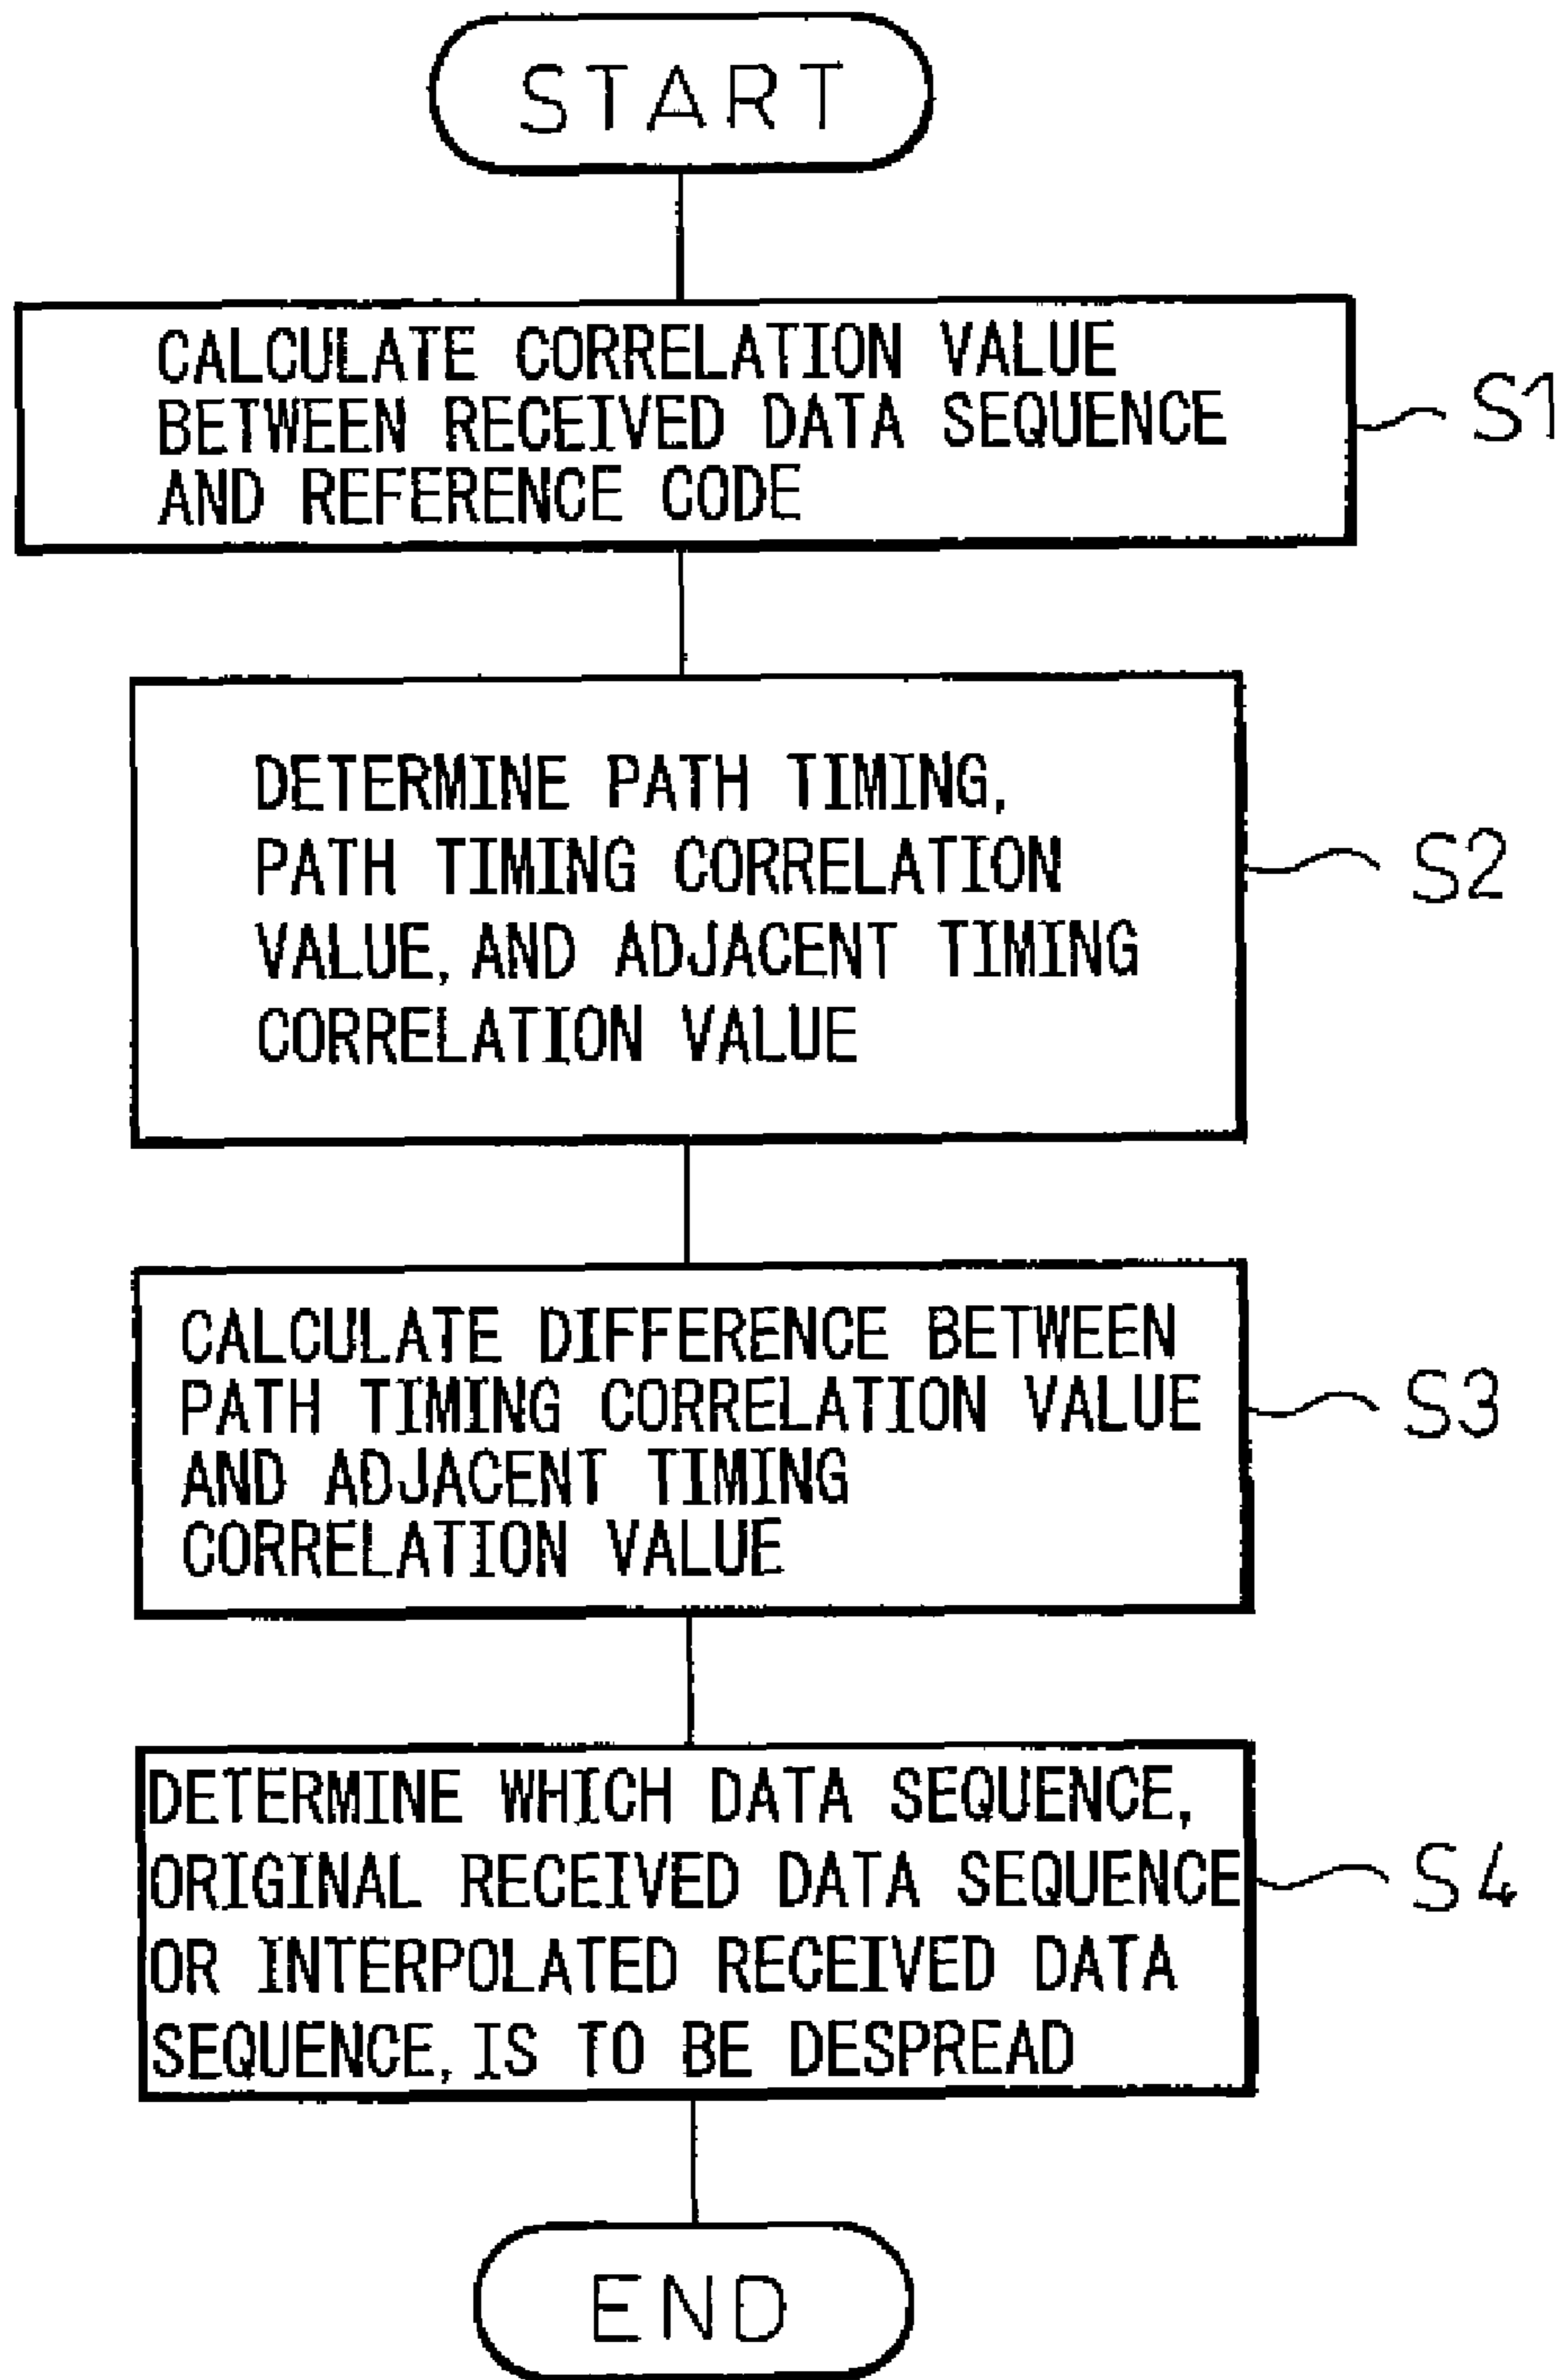 START
CALCULATE CORRELATION VALUE
BETWEEN RECEIVED DATA SEQUENCE
AND REFERENCE CODE
S1
DETERMINE PATH TIMING,
PATH TIMING CORRELATION
VALUE, AND ADJACENT TIMING
CORRELATION VALUE
S2
CALCULATE DIFFERENCE BETWEEN
PATH TIMING CORRELATION VALUE
AND ADJACENT TIMING
CORRELATION VALUE
S3
DETERMINE WHICH DATA SEQUENCE,
ORIGINAL RECEIVED DATA SEQUENCE
OR INTERPOLATED RECEIVED DATA
SEQUENCE, IS TO BE DESPREAD
S4
END